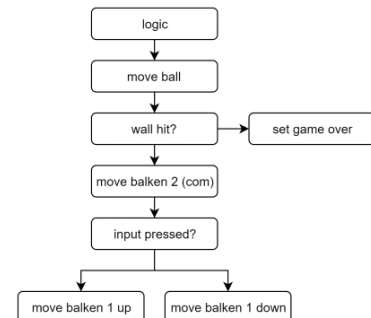 logic
move ball
wall hit?
set game over
move balken 2 (com)
input pressed?
move balken 1 up
move balken 1 down